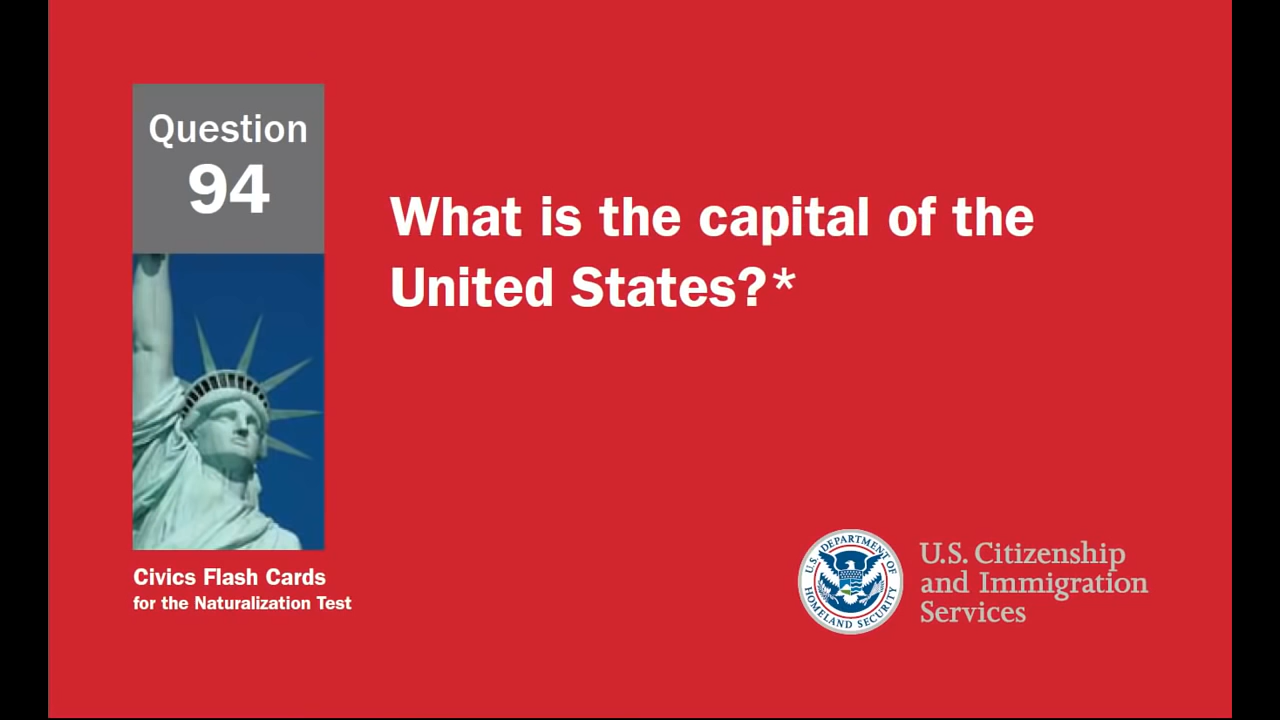 Question
94
What is the capital of the
United States?*
Civics Flash Cards
for the Naturalization Test
U.S. DEPARTMENT OF
HOMELAND SECURITY
U.S. Citizenship
and Immigration
Services